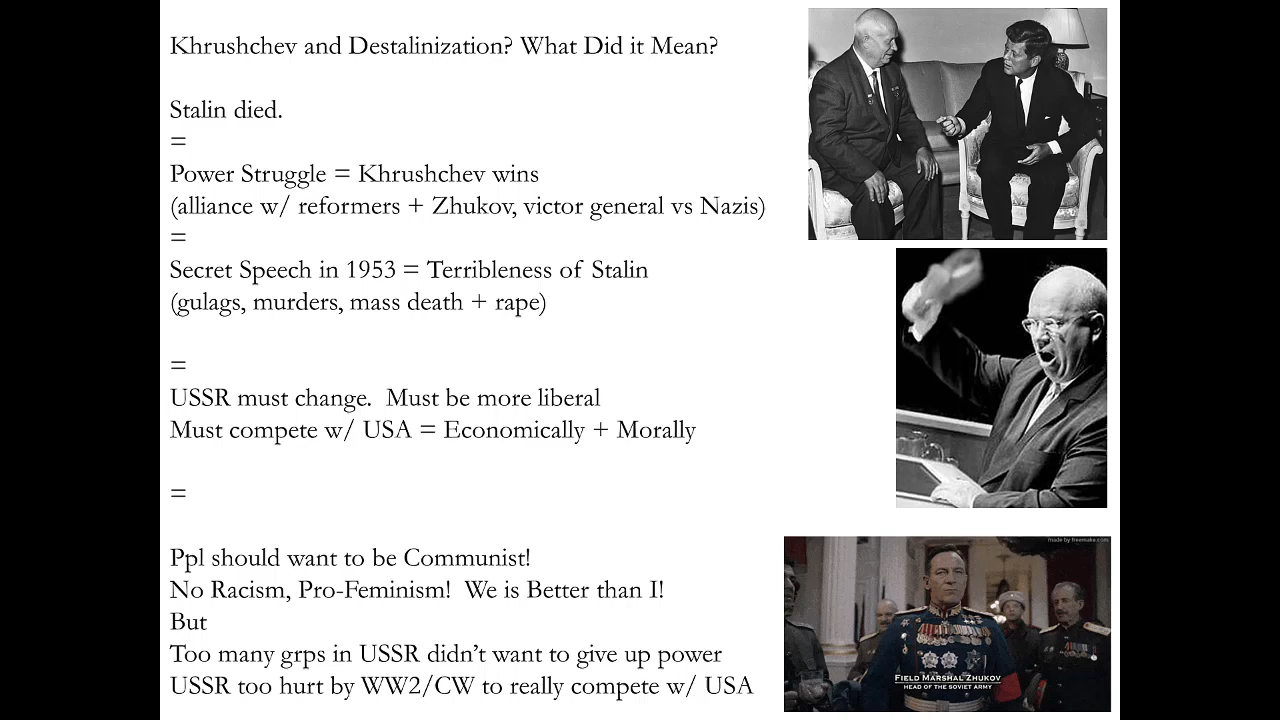 Khrushchev and Destalinization? What Did it Mean?
Stalin died.
=
Power Struggle = Khrushchev wins
(alliance w/ reformers + Zhukov, victor general vs Nazis)
=
Secret Speech in 1953 = Terribleness of Stalin
(gulags, murders, mass death + rape)
=
USSR must change.  Must be more liberal
Must compete w/ USA = Economically + Morally
=
Ppl should want to be Communist!
No Racism, Pro-Feminism!  We is Better than I!
But
Too many grps in USSR didn't want to give up power
USSR too hurt by WW2/CW to really compete w/ USA
made by freemake.com
FIELD MARSHAL ZHUKOV
HEAD OF THE SOVIET ARMY